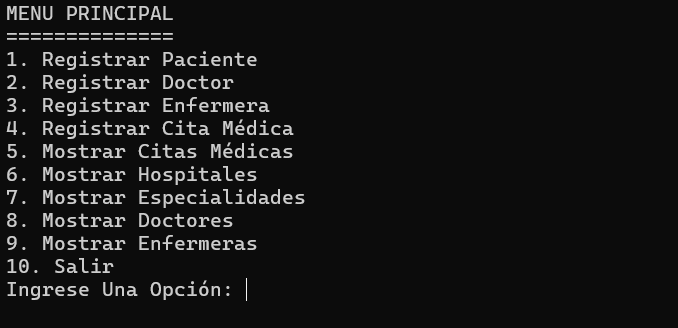 MENU PRINCIPAL
==============
1. Registrar Paciente
2. Registrar Doctor
3. Registrar Enfermera
4. Registrar Cita Médica
5. Mostrar Citas Médicas
6. Mostrar Hospitales
7. Mostrar Especialidades
8. Mostrar Doctores
9. Mostrar Enfermeras
10. Salir
Ingrese Una Opción: